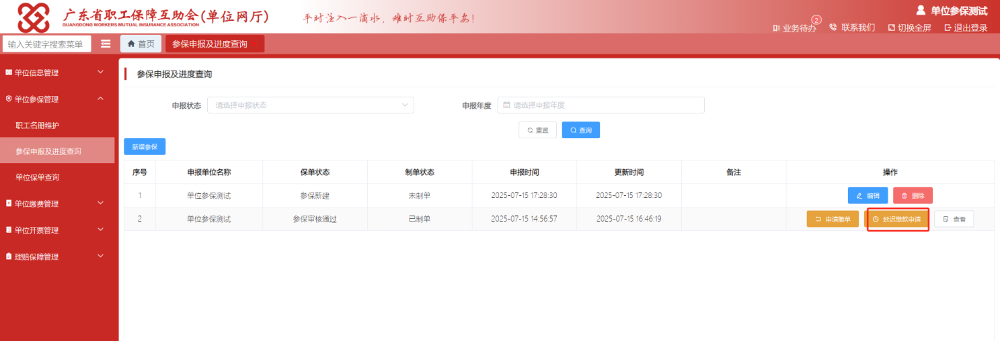 广东省职工保障互助会(单位网厅)
GUANGDONG WORKERS MUTUAL INSURANCE ASSOCIATION
平时注入一滴水，难时互助保平安！
单位参保测试
业务待办 2 联系我们 切换全屏 退出登录
输入关键字搜索菜单
首页 参保申报及进度查询
单位信息管理
单位参保管理
职工名册维护
参保申报及进度查询
单位保单查询
单位缴费管理
单位开票管理
理赔保障管理
参保申报及进度查询
申报状态 请选择申报状态 申报年度 请选择申报年度
重置 查询
新增参保
序号 申报单位名称 保单状态 制单状态 申报时间 更新时间 备注 操作
1 单位参保测试 参保新建 未制单 2025-07-15 17:28:30 2025-07-15 17:28:30 编辑 删除
2 单位参保测试 参保审核通过 已制单 2025-07-15 14:56:57 2025-07-15 16:46:19 申请撤单 延迟缴款申请 查看